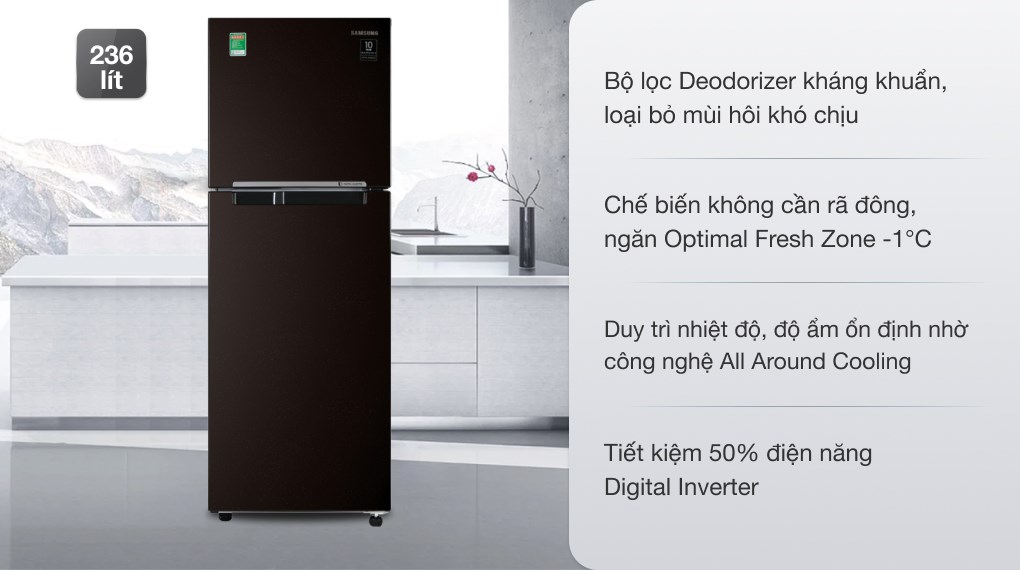 236
lít
SAMSUNG
10
Bộ lọc Deodorizer kháng khuẩn,
loại bỏ mùi hôi khó chịu
Chế biến không cần rã đông,
ngăn Optimal Fresh Zone -1°C
Duy trì nhiệt độ, độ ẩm ổn định nhờ
công nghệ All Around Cooling
Tiết kiệm 50% điện năng
Digital Inverter